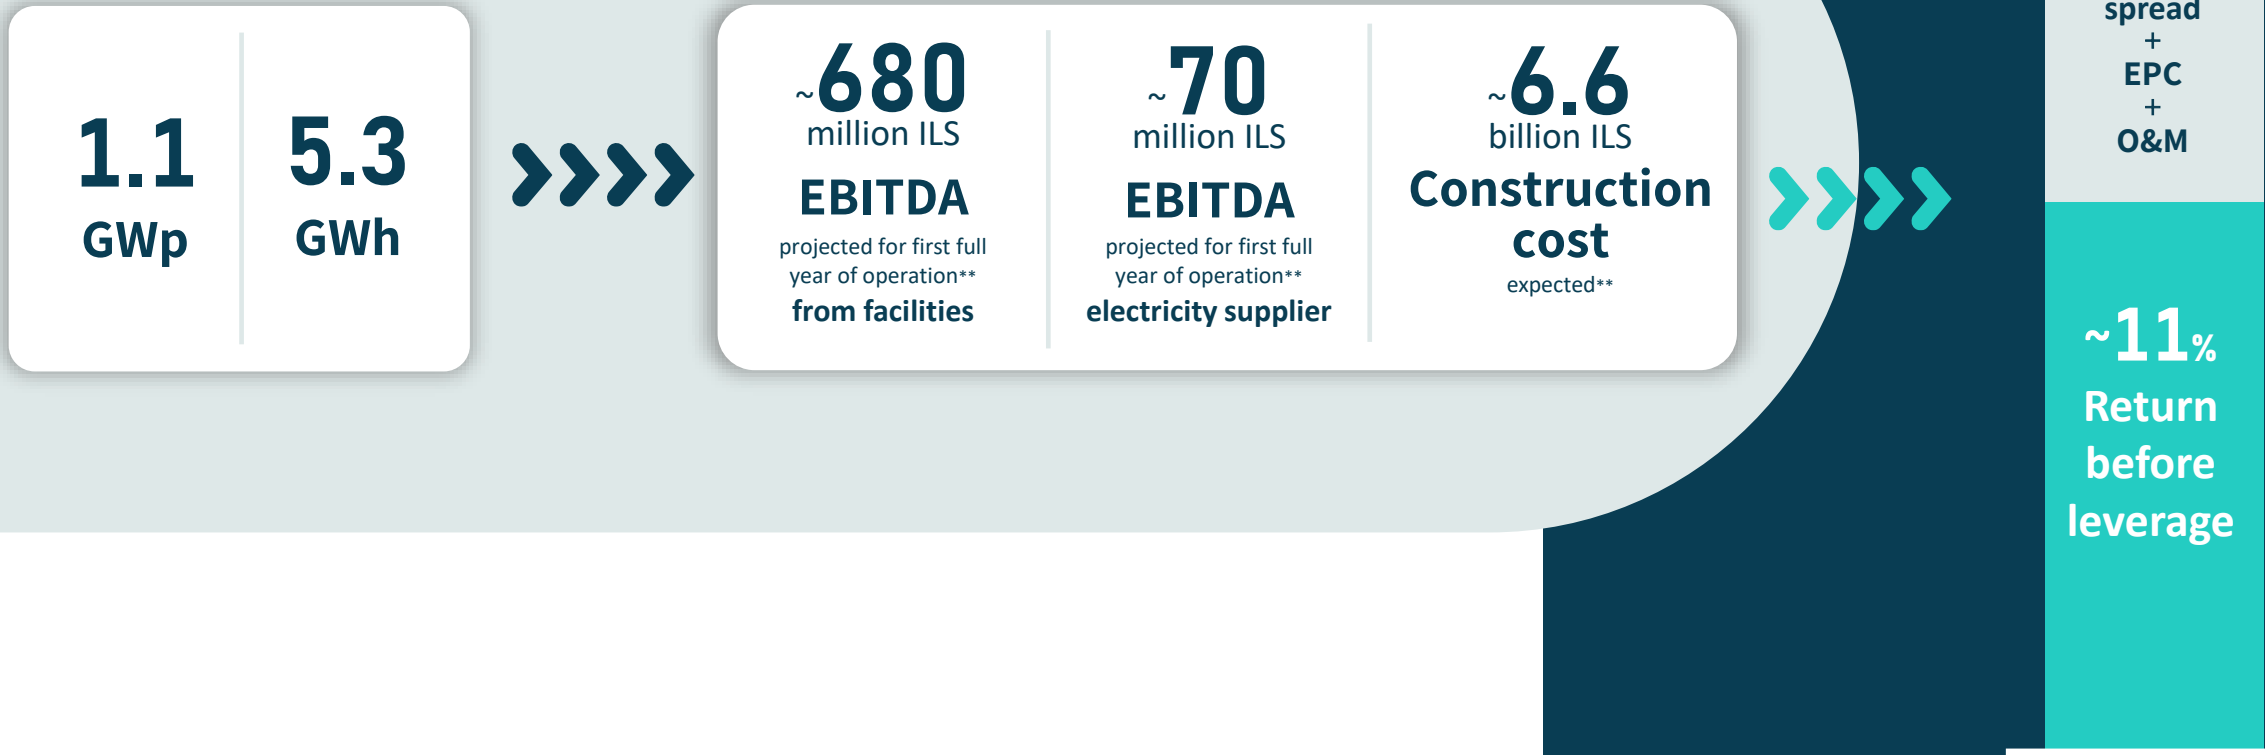 1.1
GWp
5.3
GWh
~680
million ILS
EBITDA
projected for first full
year of operation**
from facilities
~70
million ILS
EBITDA
projected for first full
year of operation**
electricity supplier
~6.6
billion ILS
Construction
cost
expected**
spread
+
EPC
+
O&M
~11%
Return
before
leverage